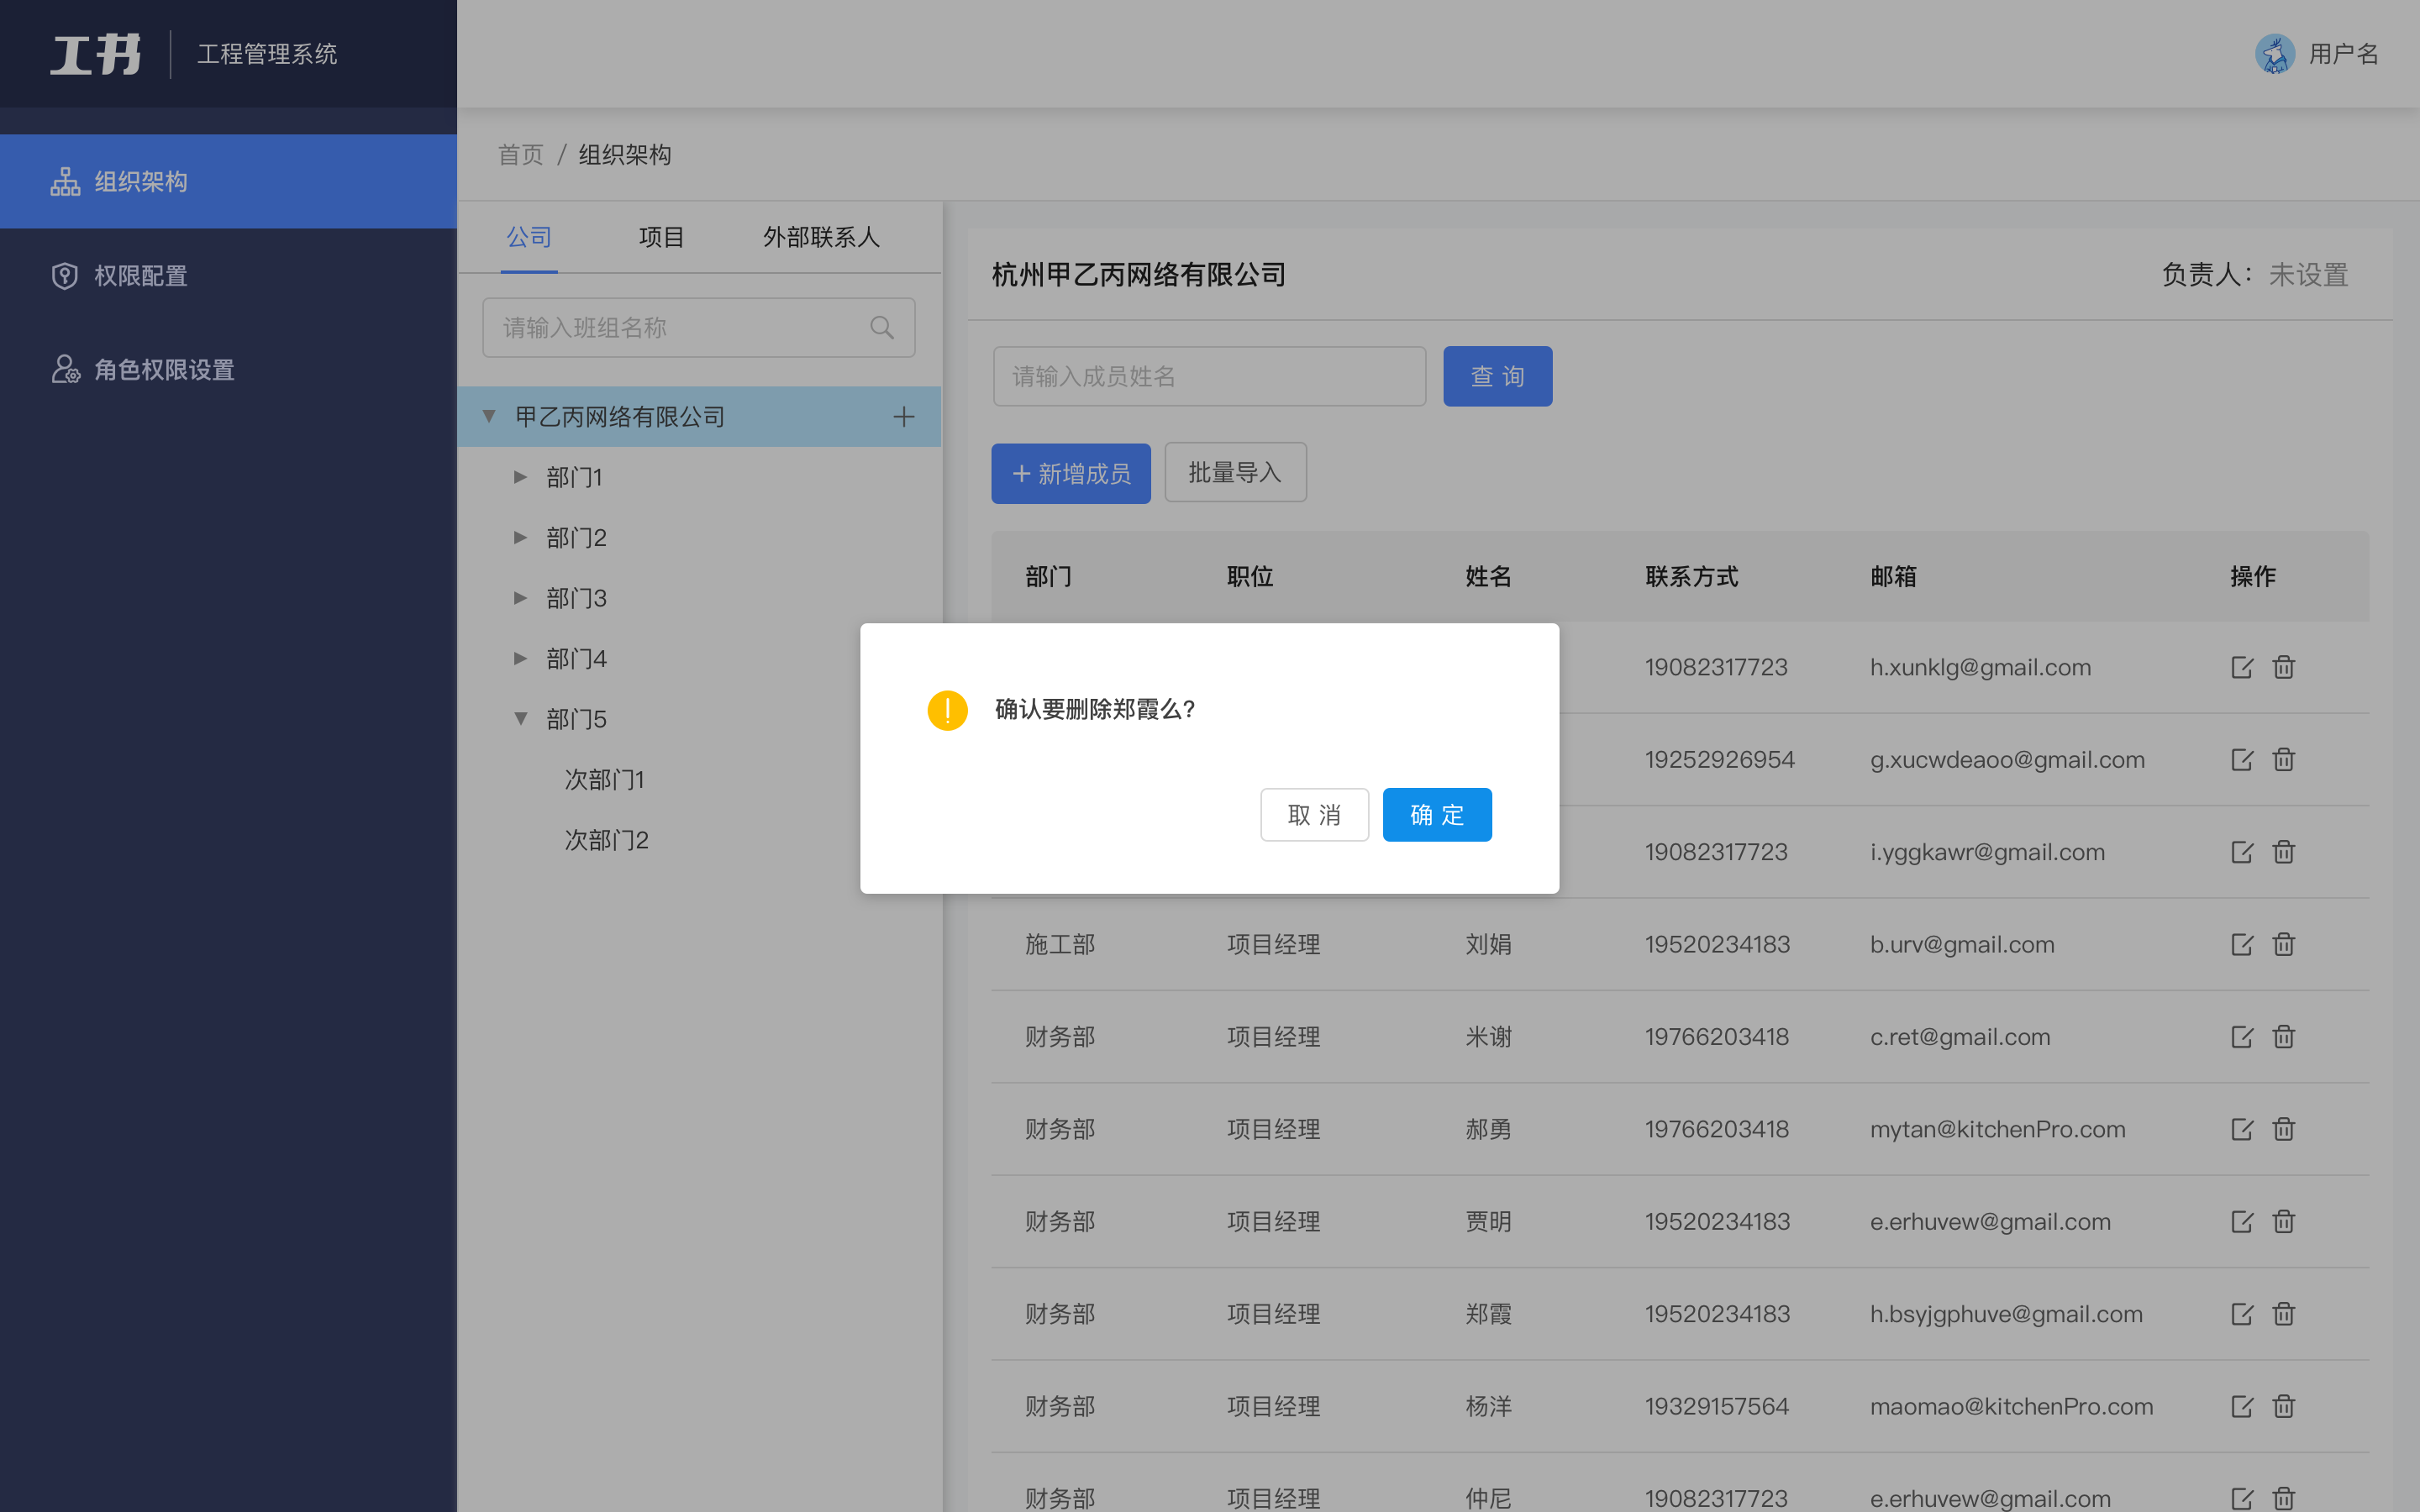 工书
工程管理系统
用户名
组织架构
权限配置
角色权限设置
首页 / 组织架构
公司 项目 外部联系人
请输入班组名称
甲乙丙网络有限公司
部门1
部门2
部门3
部门4
部门5
次部门1
次部门2
杭州甲乙丙网络有限公司
负责人： 未设置
请输入成员姓名
查 询
新增成员
批量导入
部门 职位 姓名 联系方式 邮箱 操作
19082317723 h.xunklg@gmail.com
19252926954 g.xucwdeaoo@gmail.com
19082317723 i.yggkawr@gmail.com
施工部 项目经理 刘娟 19520234183 b.urv@gmail.com
财务部 项目经理 米谢 19766203418 c.ret@gmail.com
财务部 项目经理 郝勇 19766203418 mytan@kitchenPro.com
财务部 项目经理 贾明 19520234183 e.erhuvew@gmail.com
财务部 项目经理 郑霞 19520234183 h.bsyjgphuve@gmail.com
财务部 项目经理 杨洋 19329157564 maomao@kitchenPro.com
财务部 项目经理 仲尼 19082317723 e.erhuvew@gmail.com
确认要删除郑霞么?
取 消
确 定